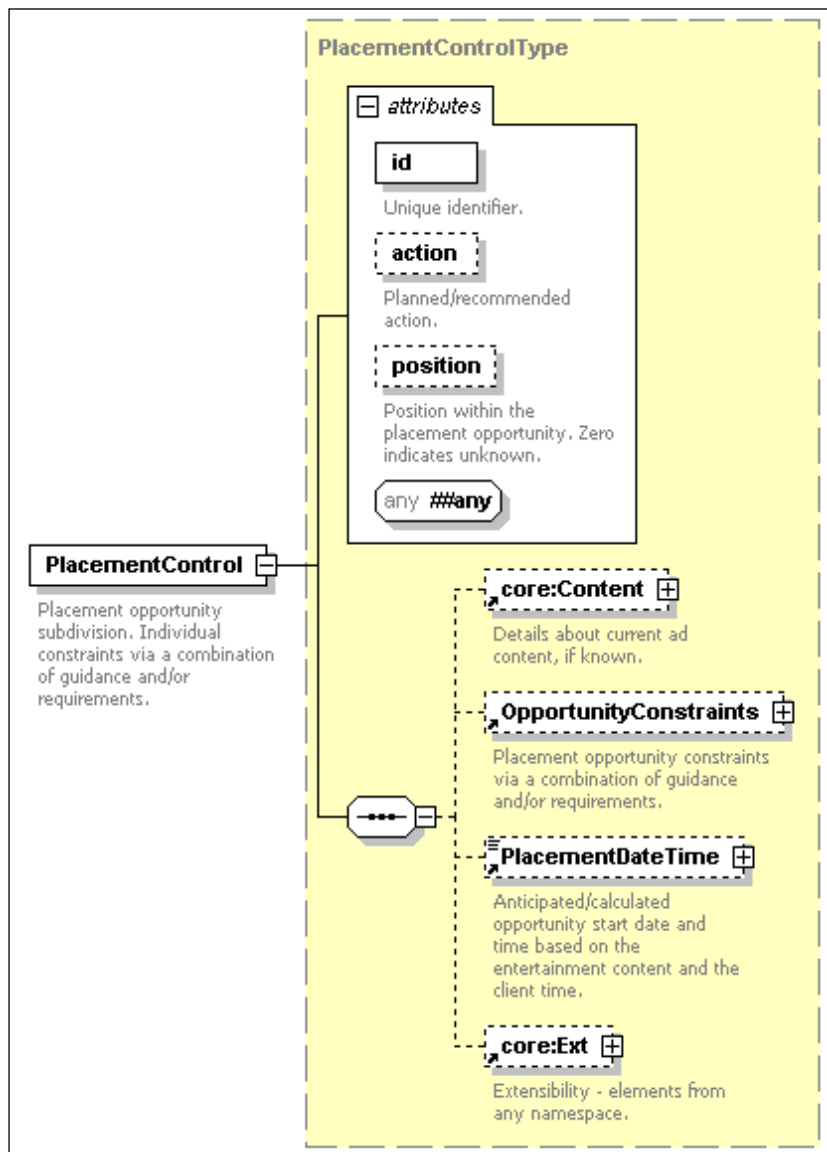 PlacementControlType
attributes
id
Unique identifier.
action
Planned/recommended
action.
position
Position within the
placement opportunity. Zero
indicates unknown.
any ##any
PlacementControl
Placement opportunity
subdivision. Individual
constraints via a combination
of guidance and/or
requirements.
core:Content
Details about current ad
content, if known.
OpportunityConstraints
Placement opportunity constraints
via a combination of guidance
and/or requirements.
PlacementDateTime
Anticipated/calculated
opportunity start date and
time based on the
entertainment content and the
client time.
core:Ext
Extensibility - elements from
any namespace.